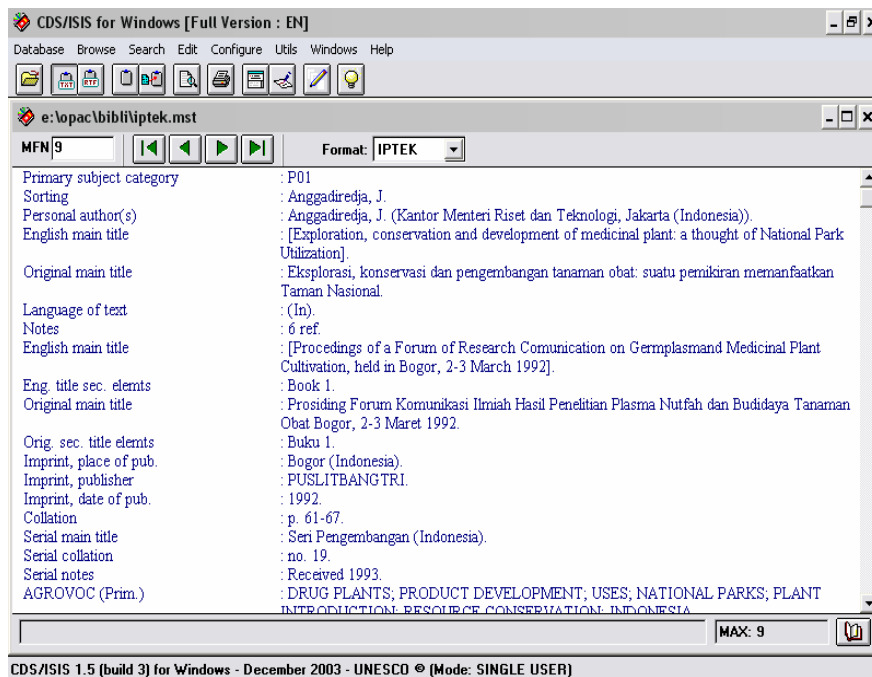 CDS/ISIS for Windows [Full Version : EN]
Database Browse Search Edit Configure Utils Windows Help
TXT RTF
e:\opac\bibli\iptek.mst
MFN 9 Format: IPTEK
Primary subject category : P01
Sorting : Anggadiredja, J.
Personal author(s) : Anggadiredja, J. (Kantor Menteri Riset dan Teknologi, Jakarta (Indonesia)).
English main title : [Exploration, conservation and development of medicinal plant: a thought of National Park
Utilization].
Original main title : Eksplorasi, konservasi dan pengembangan tanaman obat: suatu pemikiran memanfaatkan
Taman Nasional.
Language of text : (In).
Notes : 6 ref.
English main title : [Procedings of a Forum of Research Comunication on Germplasmand Medicinal Plant
Cultivation, held in Bogor, 2-3 March 1992].
Eng. title sec. elemts : Book 1.
Original main title : Prosiding Forum Komunikasi Ilmiah Hasil Penelitian Plasma Nutfah dan Budidaya Tanaman
Obat Bogor, 2-3 Maret 1992.
Orig. sec. title elemts : Buku 1.
Imprint, place of pub. : Bogor (Indonesia).
Imprint, publisher : PUSLITBANGTRI.
Imprint, date of pub. : 1992.
Collation : p. 61-67.
Serial main title : Seri Pengembangan (Indonesia).
Serial collation : no. 19.
Serial notes : Received 1993.
AGROVOC (Prim.) : DRUG PLANTS; PRODUCT DEVELOPMENT; USES; NATIONAL PARKS; PLANT
INTRODUCTION; RESOURCE CONSERVATION; INDONESIA
MAX: 9
CDS/ISIS 1.5 (build 3) for Windows - December 2003 - UNESCO © (Mode: SINGLE USER)